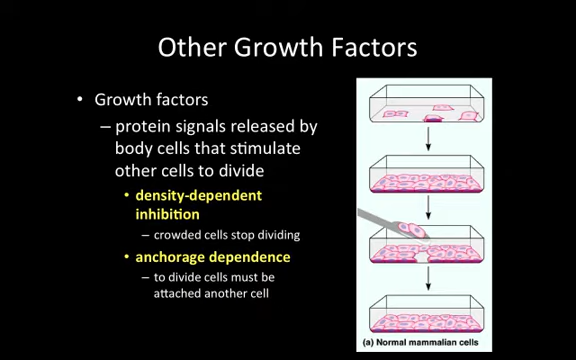 Other Growth Factors
• Growth factors
– protein signals released by
body cells that stimulate
other cells to divide
• density-dependent
inhibition
– crowded cells stop dividing
• anchorage dependence
– to divide cells must be
attached another cell
(a) Normal mammalian cells